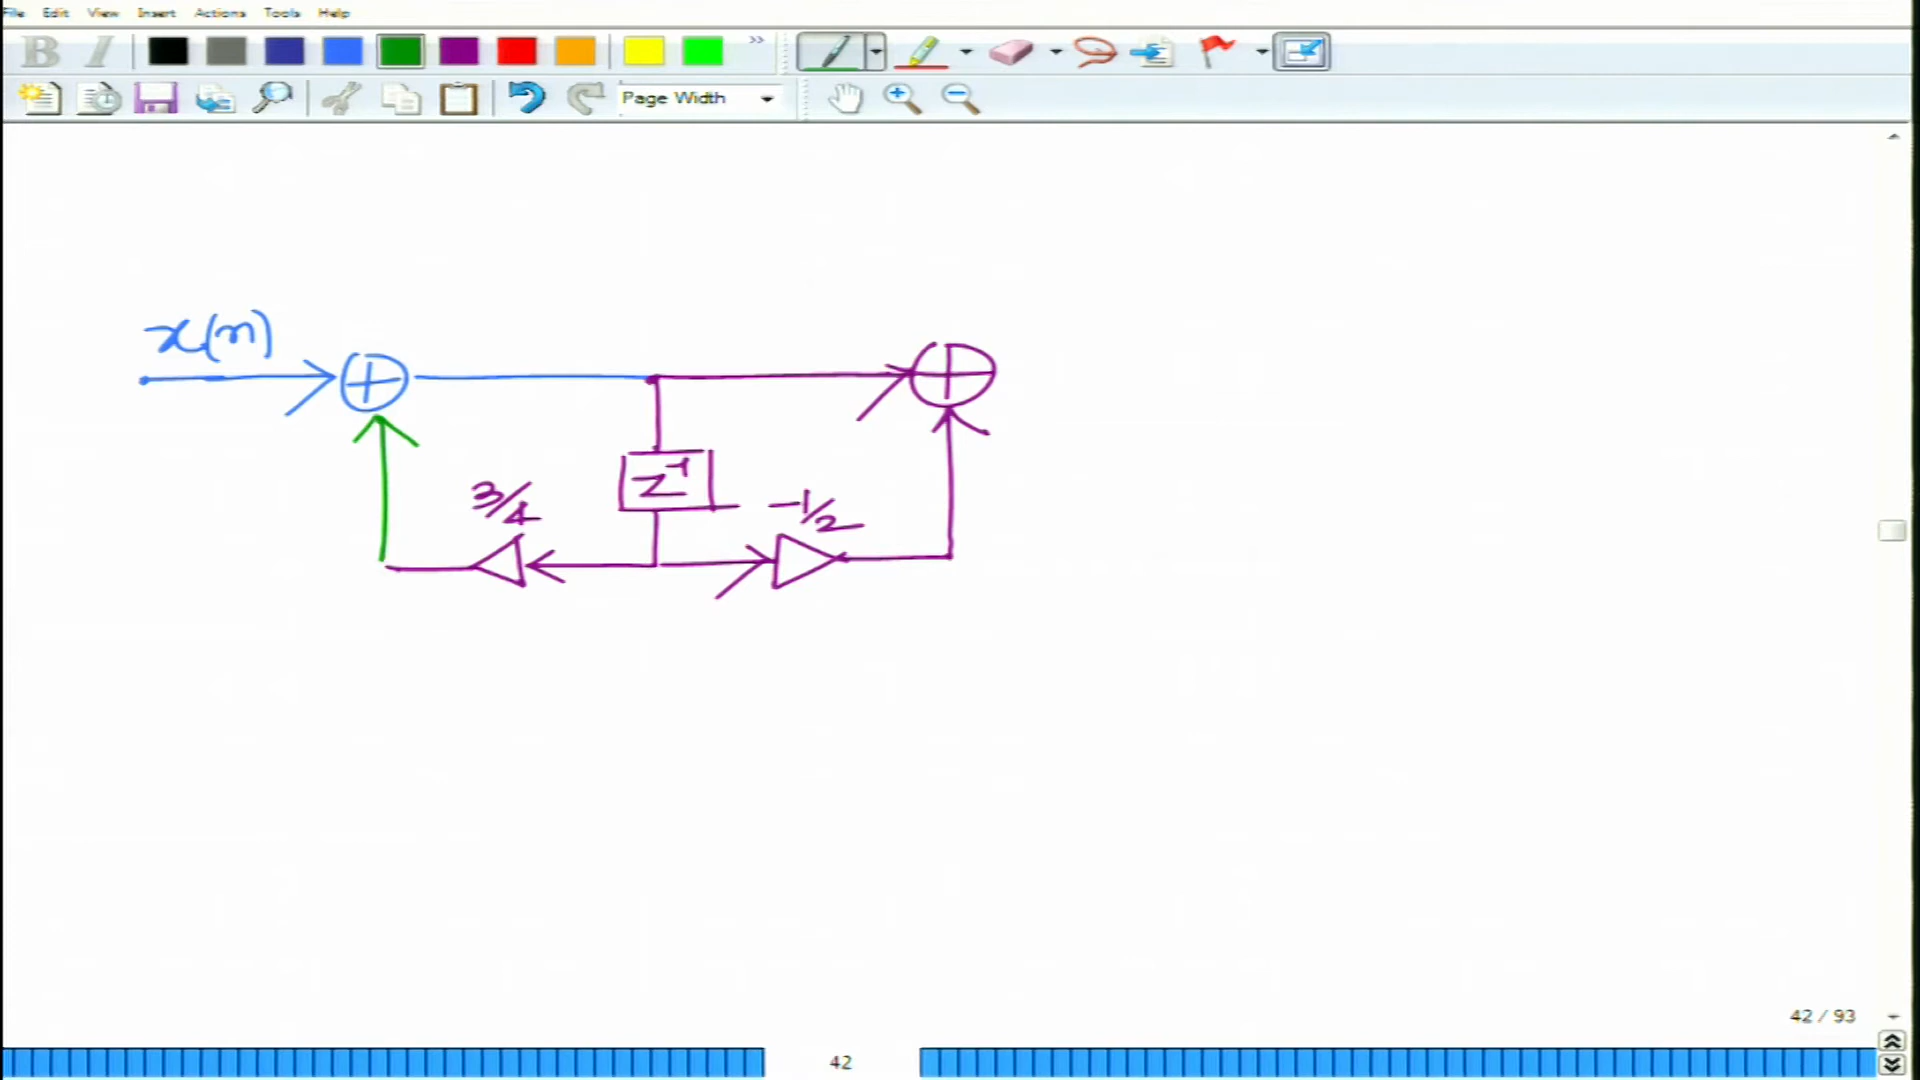 File Edit View Insert Actions Tools Help
B I
Page Width
x(n)
3/4
z⁻¹
-1/2
42 / 93
42